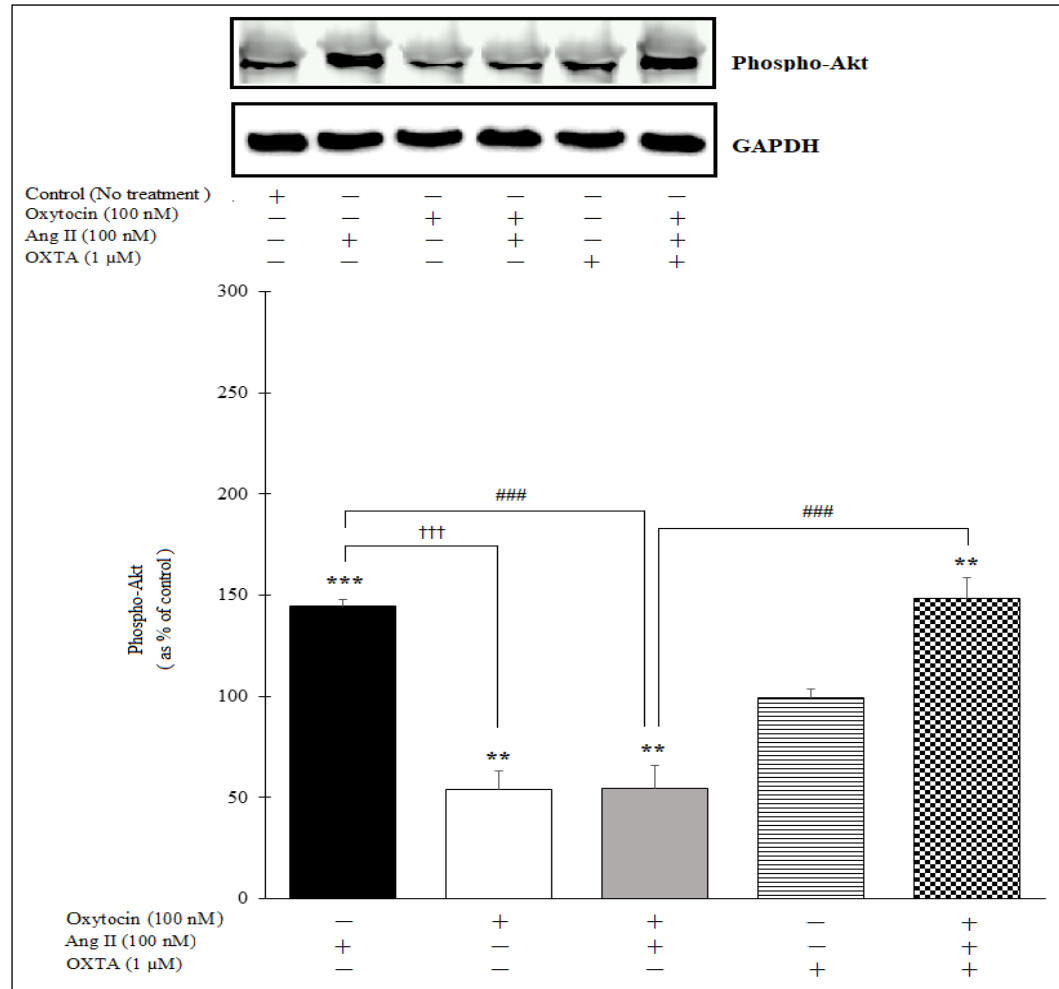 Phospho-Akt
GAPDH
Control (No treatment ) + — — — — —
Oxytocin (100 nM) — — + + — +
Ang II (100 nM) — + — + — +
OXTA (1 µM) — — — — + +
300
250
200
150
100
50
0
Phospho-Akt
( as % of control )
###
†††
###
***
**
**
**
Oxytocin (100 nM) — + + — +
Ang II (100 nM) + — + — +
OXTA (1 µM) — — — + +